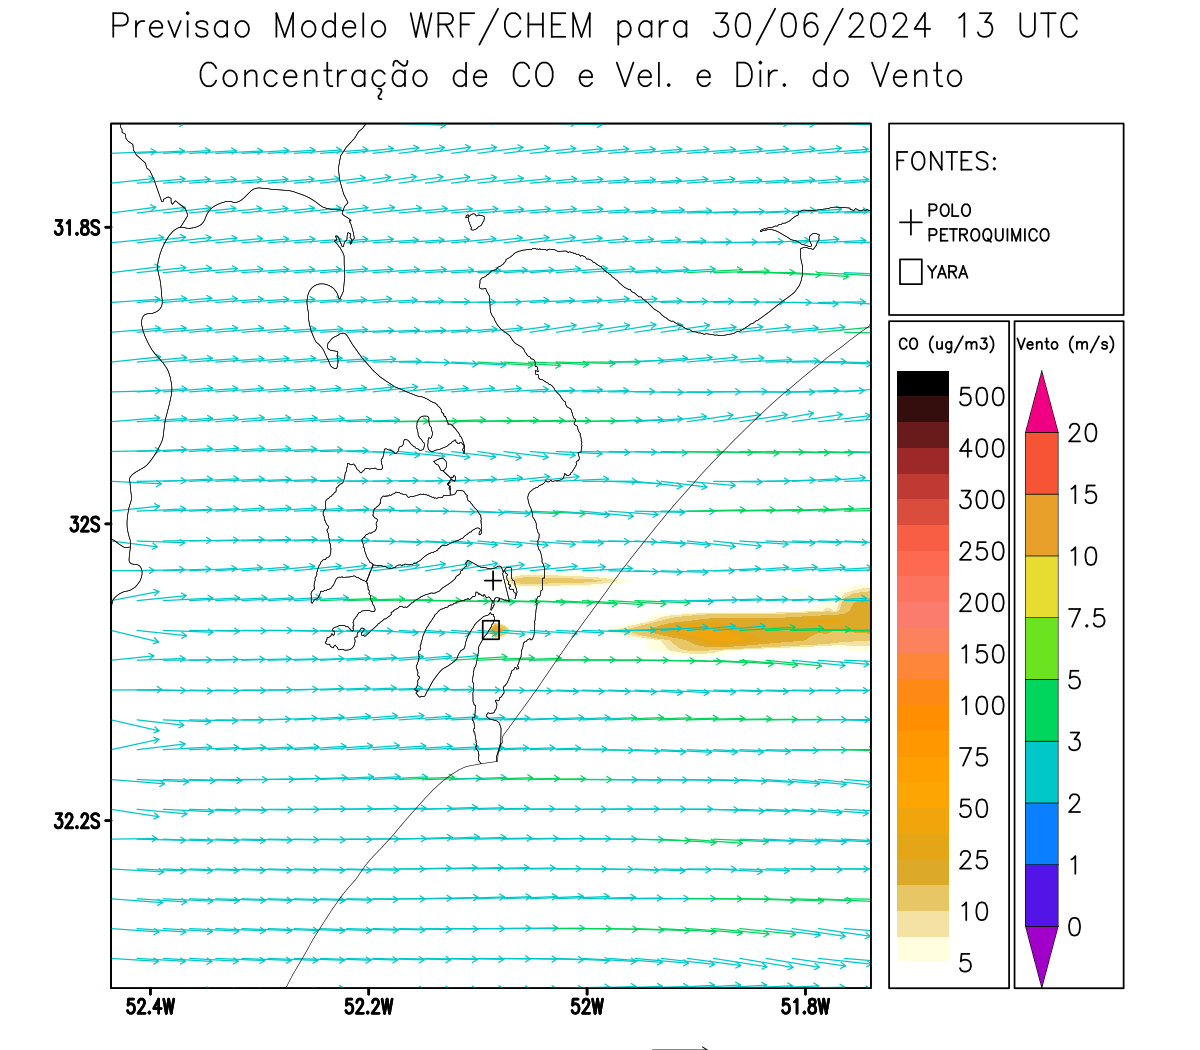 Previsao Modelo WRF/CHEM para 30/06/2024 13 UTC
Concentração de CO e Vel. e Dir. do Vento
FONTES:
POLO
PETROQUIMICO
YARA
CO (ug/m3)
500
400
300
250
200
150
100
75
50
25
10
5
Vento (m/s)
20
15
10
7.5
5
3
2
1
0
31.8S
32S
32.2S
52.4W
52.2W
52W
51.8W